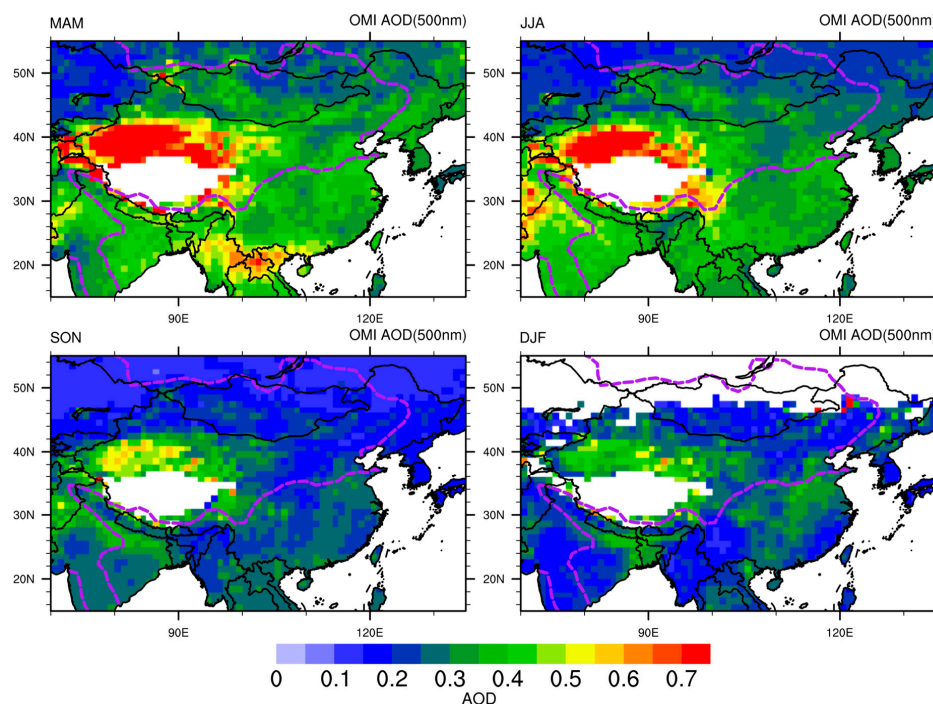 MAM OMI AOD(500nm)
JJA OMI AOD(500nm)
50N
40N
30N
20N
90E 120E
50N
40N
30N
20N
90E 120E
SON OMI AOD(500nm)
DJF OMI AOD(500nm)
50N
40N
30N
20N
90E 120E
50N
40N
30N
20N
90E 120E
0 0.1 0.2 0.3 0.4 0.5 0.6 0.7
AOD